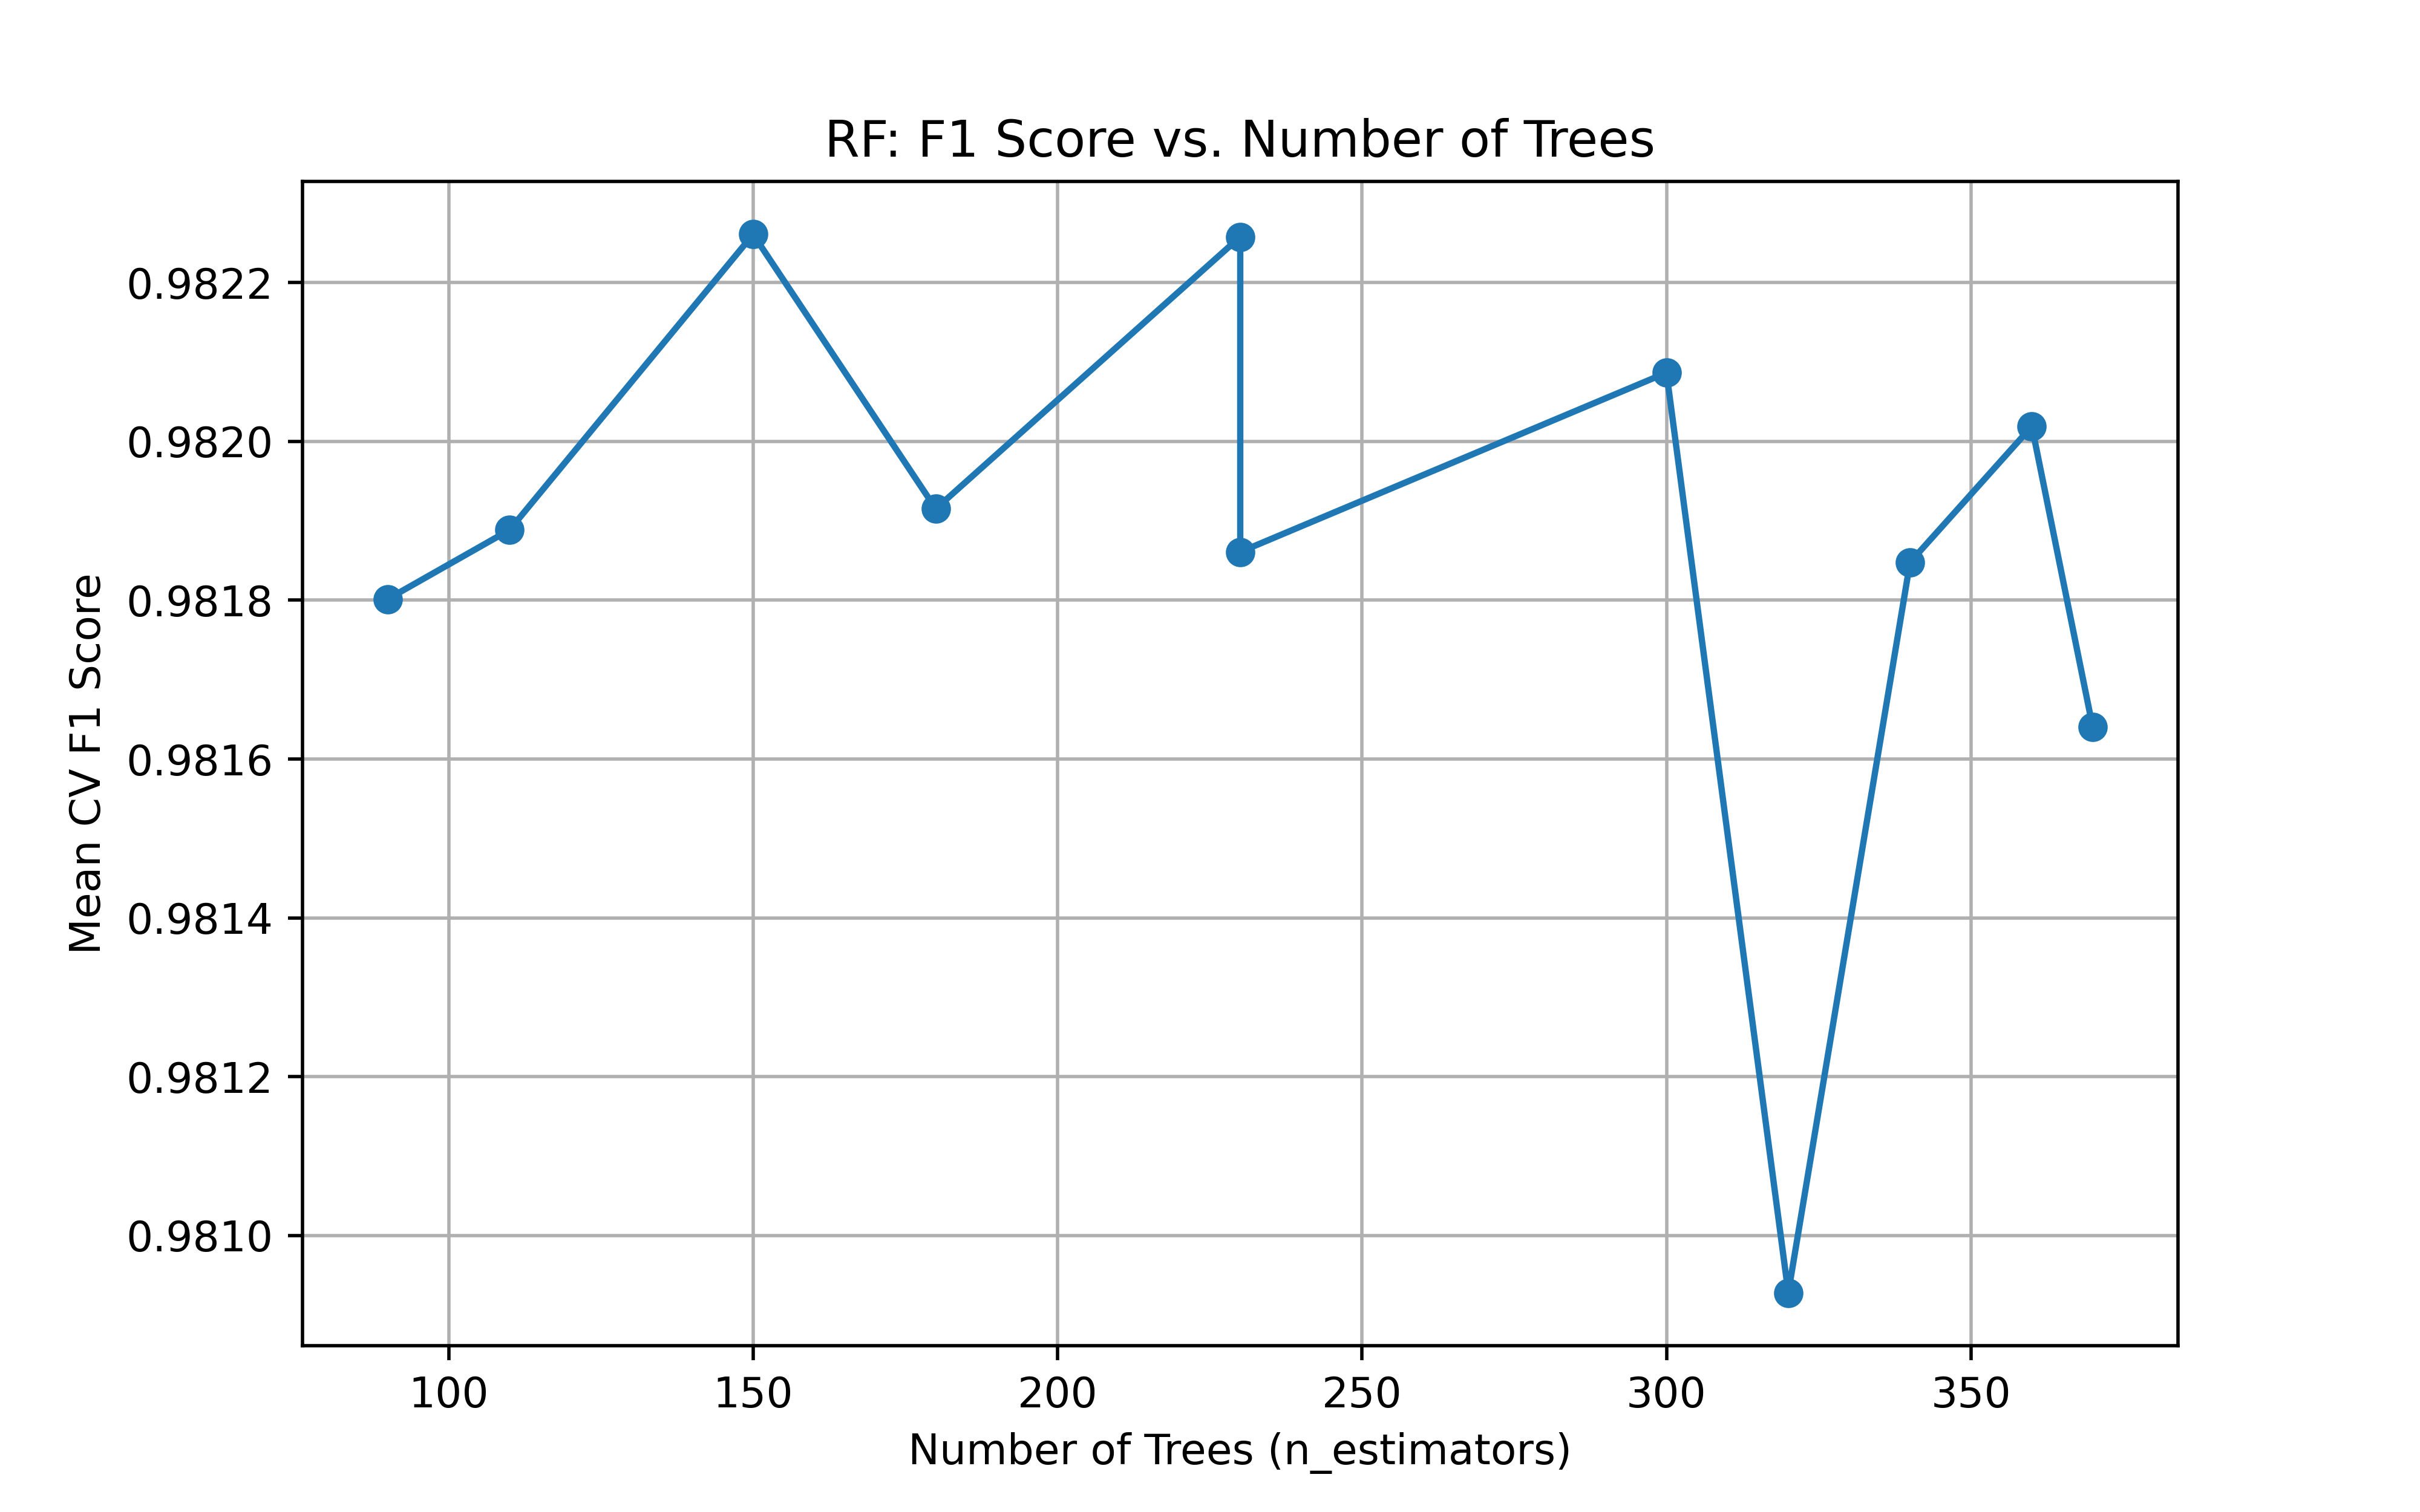 RF: F1 Score vs. Number of Trees
Mean CV F1 Score
0.9822
0.9820
0.9818
0.9816
0.9814
0.9812
0.9810
100 150 200 250 300 350
Number of Trees (n_estimators)